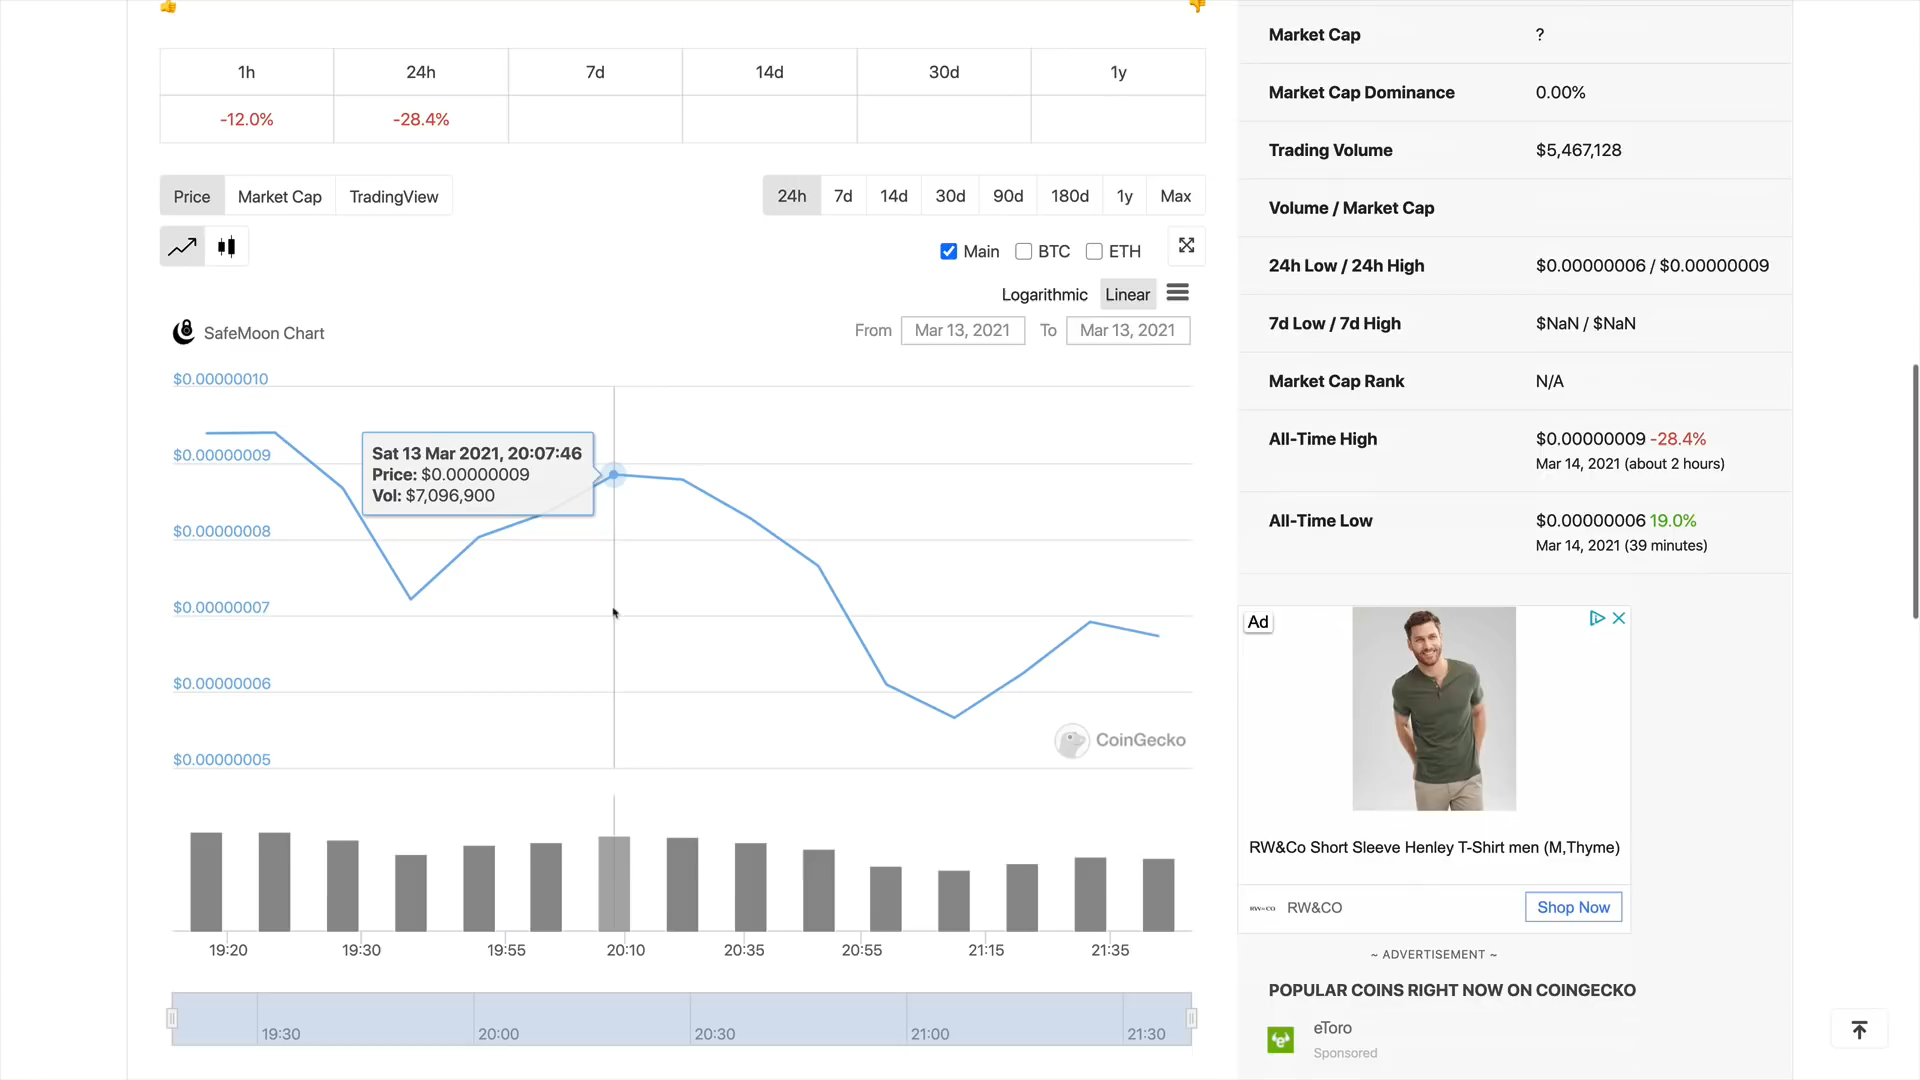 1h 24h 7d 14d 30d 1y
-12.0% -28.4%
Price Market Cap TradingView
24h 7d 14d 30d 90d 180d 1y Max
Main BTC ETH
Logarithmic Linear
SafeMoon Chart
From Mar 13, 2021 To Mar 13, 2021
$0.00000010
$0.00000009
$0.00000008
$0.00000007
$0.00000006
$0.00000005
Sat 13 Mar 2021, 20:07:46
Price: $0.00000009
Vol: $7,096,900
CoinGecko
19:20 19:30 19:55 20:10 20:35 20:55 21:15 21:35
19:30 20:00 20:30 21:00 21:30
Market Cap ?
Market Cap Dominance 0.00%
Trading Volume $5,467,128
Volume / Market Cap
24h Low / 24h High $0.00000006 / $0.00000009
7d Low / 7d High $NaN / $NaN
Market Cap Rank N/A
All-Time High $0.00000009 -28.4%
Mar 14, 2021 (about 2 hours)
All-Time Low $0.00000006 19.0%
Mar 14, 2021 (39 minutes)
Ad
RW&Co Short Sleeve Henley T-Shirt men (M,Thyme)
RW&CO RW&CO Shop Now
~ ADVERTISEMENT ~
POPULAR COINS RIGHT NOW ON COINGECKO
eToro
Sponsored